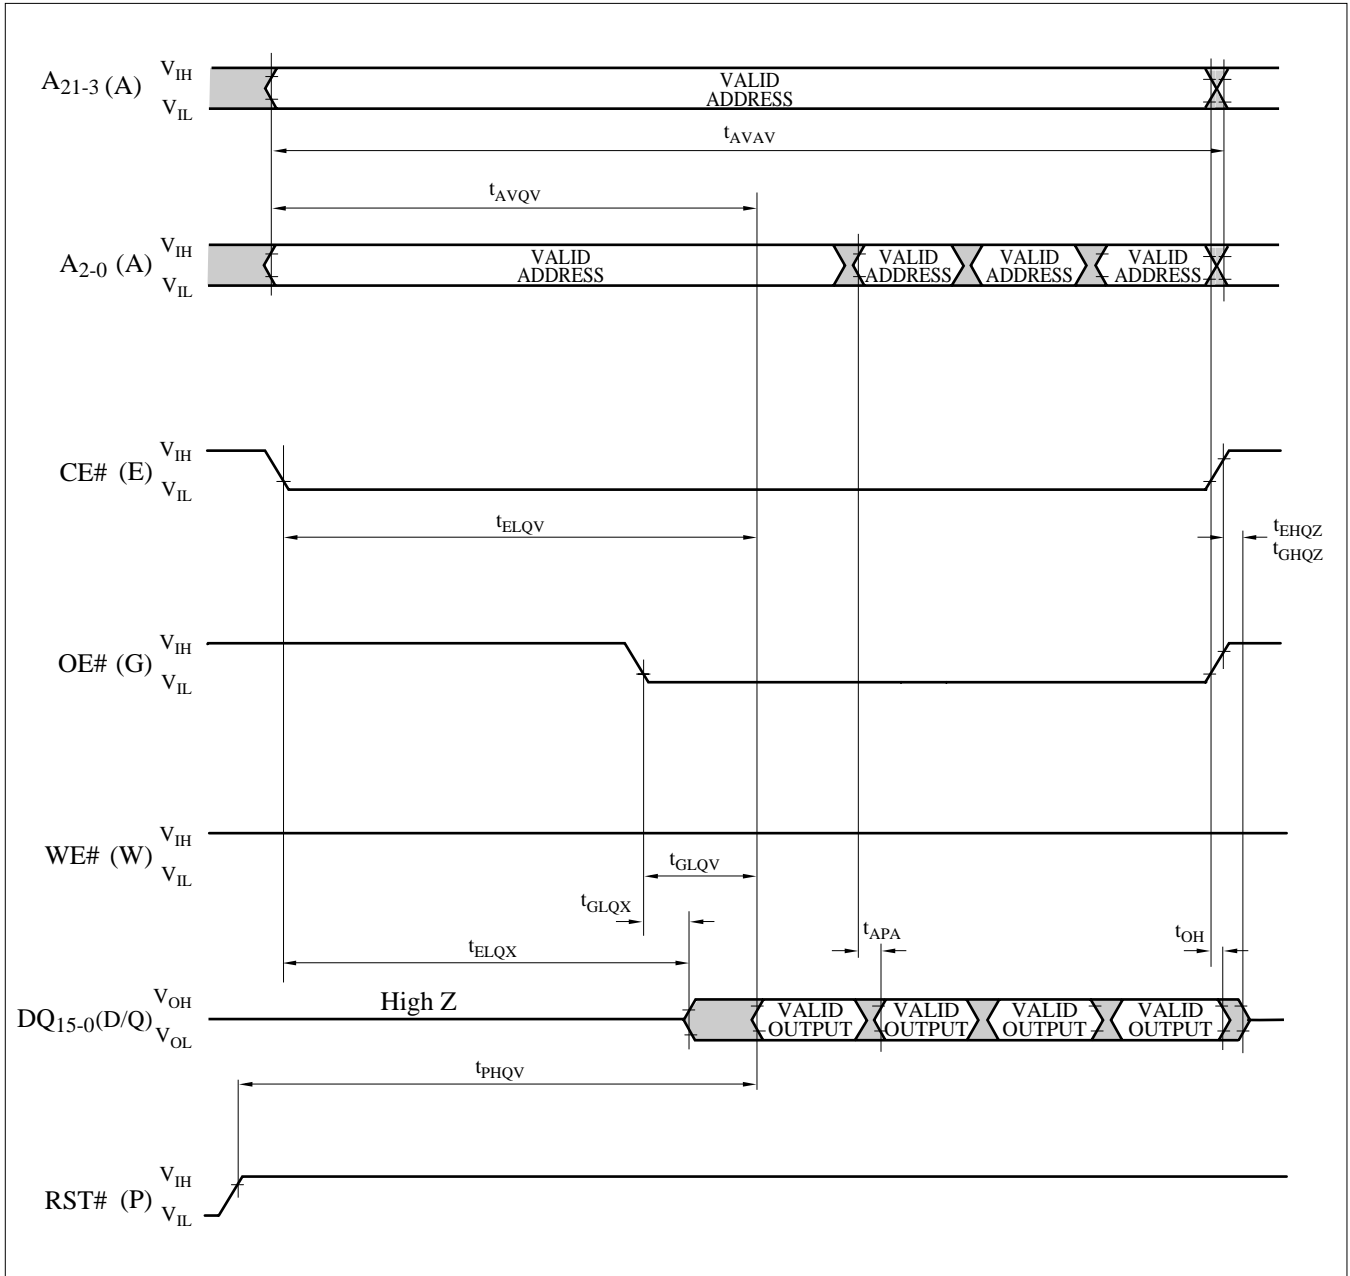 A21-3 (A) VIH VIL VALID ADDRESS
tAVAV
tAVQV
A2-0 (A) VIH VIL VALID ADDRESS VALID ADDRESS VALID ADDRESS VALID ADDRESS
CE# (E) VIH VIL
tELQV
tEHQZ
tGHQZ
OE# (G) VIH VIL
WE# (W) VIH VIL
tGLQV
tGLQX
tELQX
tAPA
tOH
DQ15-0(D/Q) VOH VOL High Z VALID OUTPUT VALID OUTPUT VALID OUTPUT VALID OUTPUT
tPHQV
RST# (P) VIH VIL